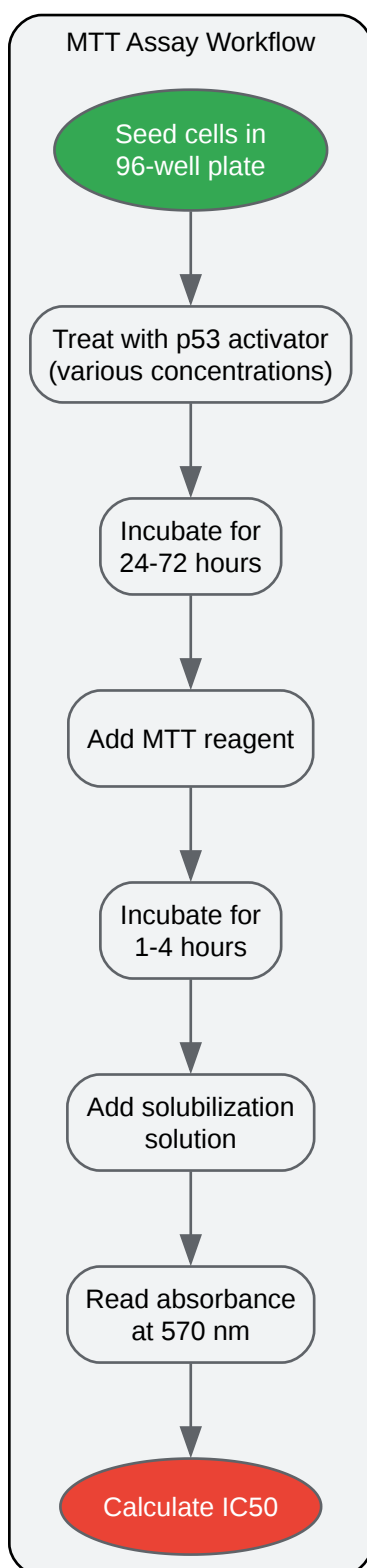 MTT Assay Workflow
Seed cells in
96-well plate
Treat with p53 activator
(various concentrations)
Incubate for
24-72 hours
Add MTT reagent
Incubate for
1-4 hours
Add solubilization
solution
Read absorbance
at 570 nm
Calculate IC50